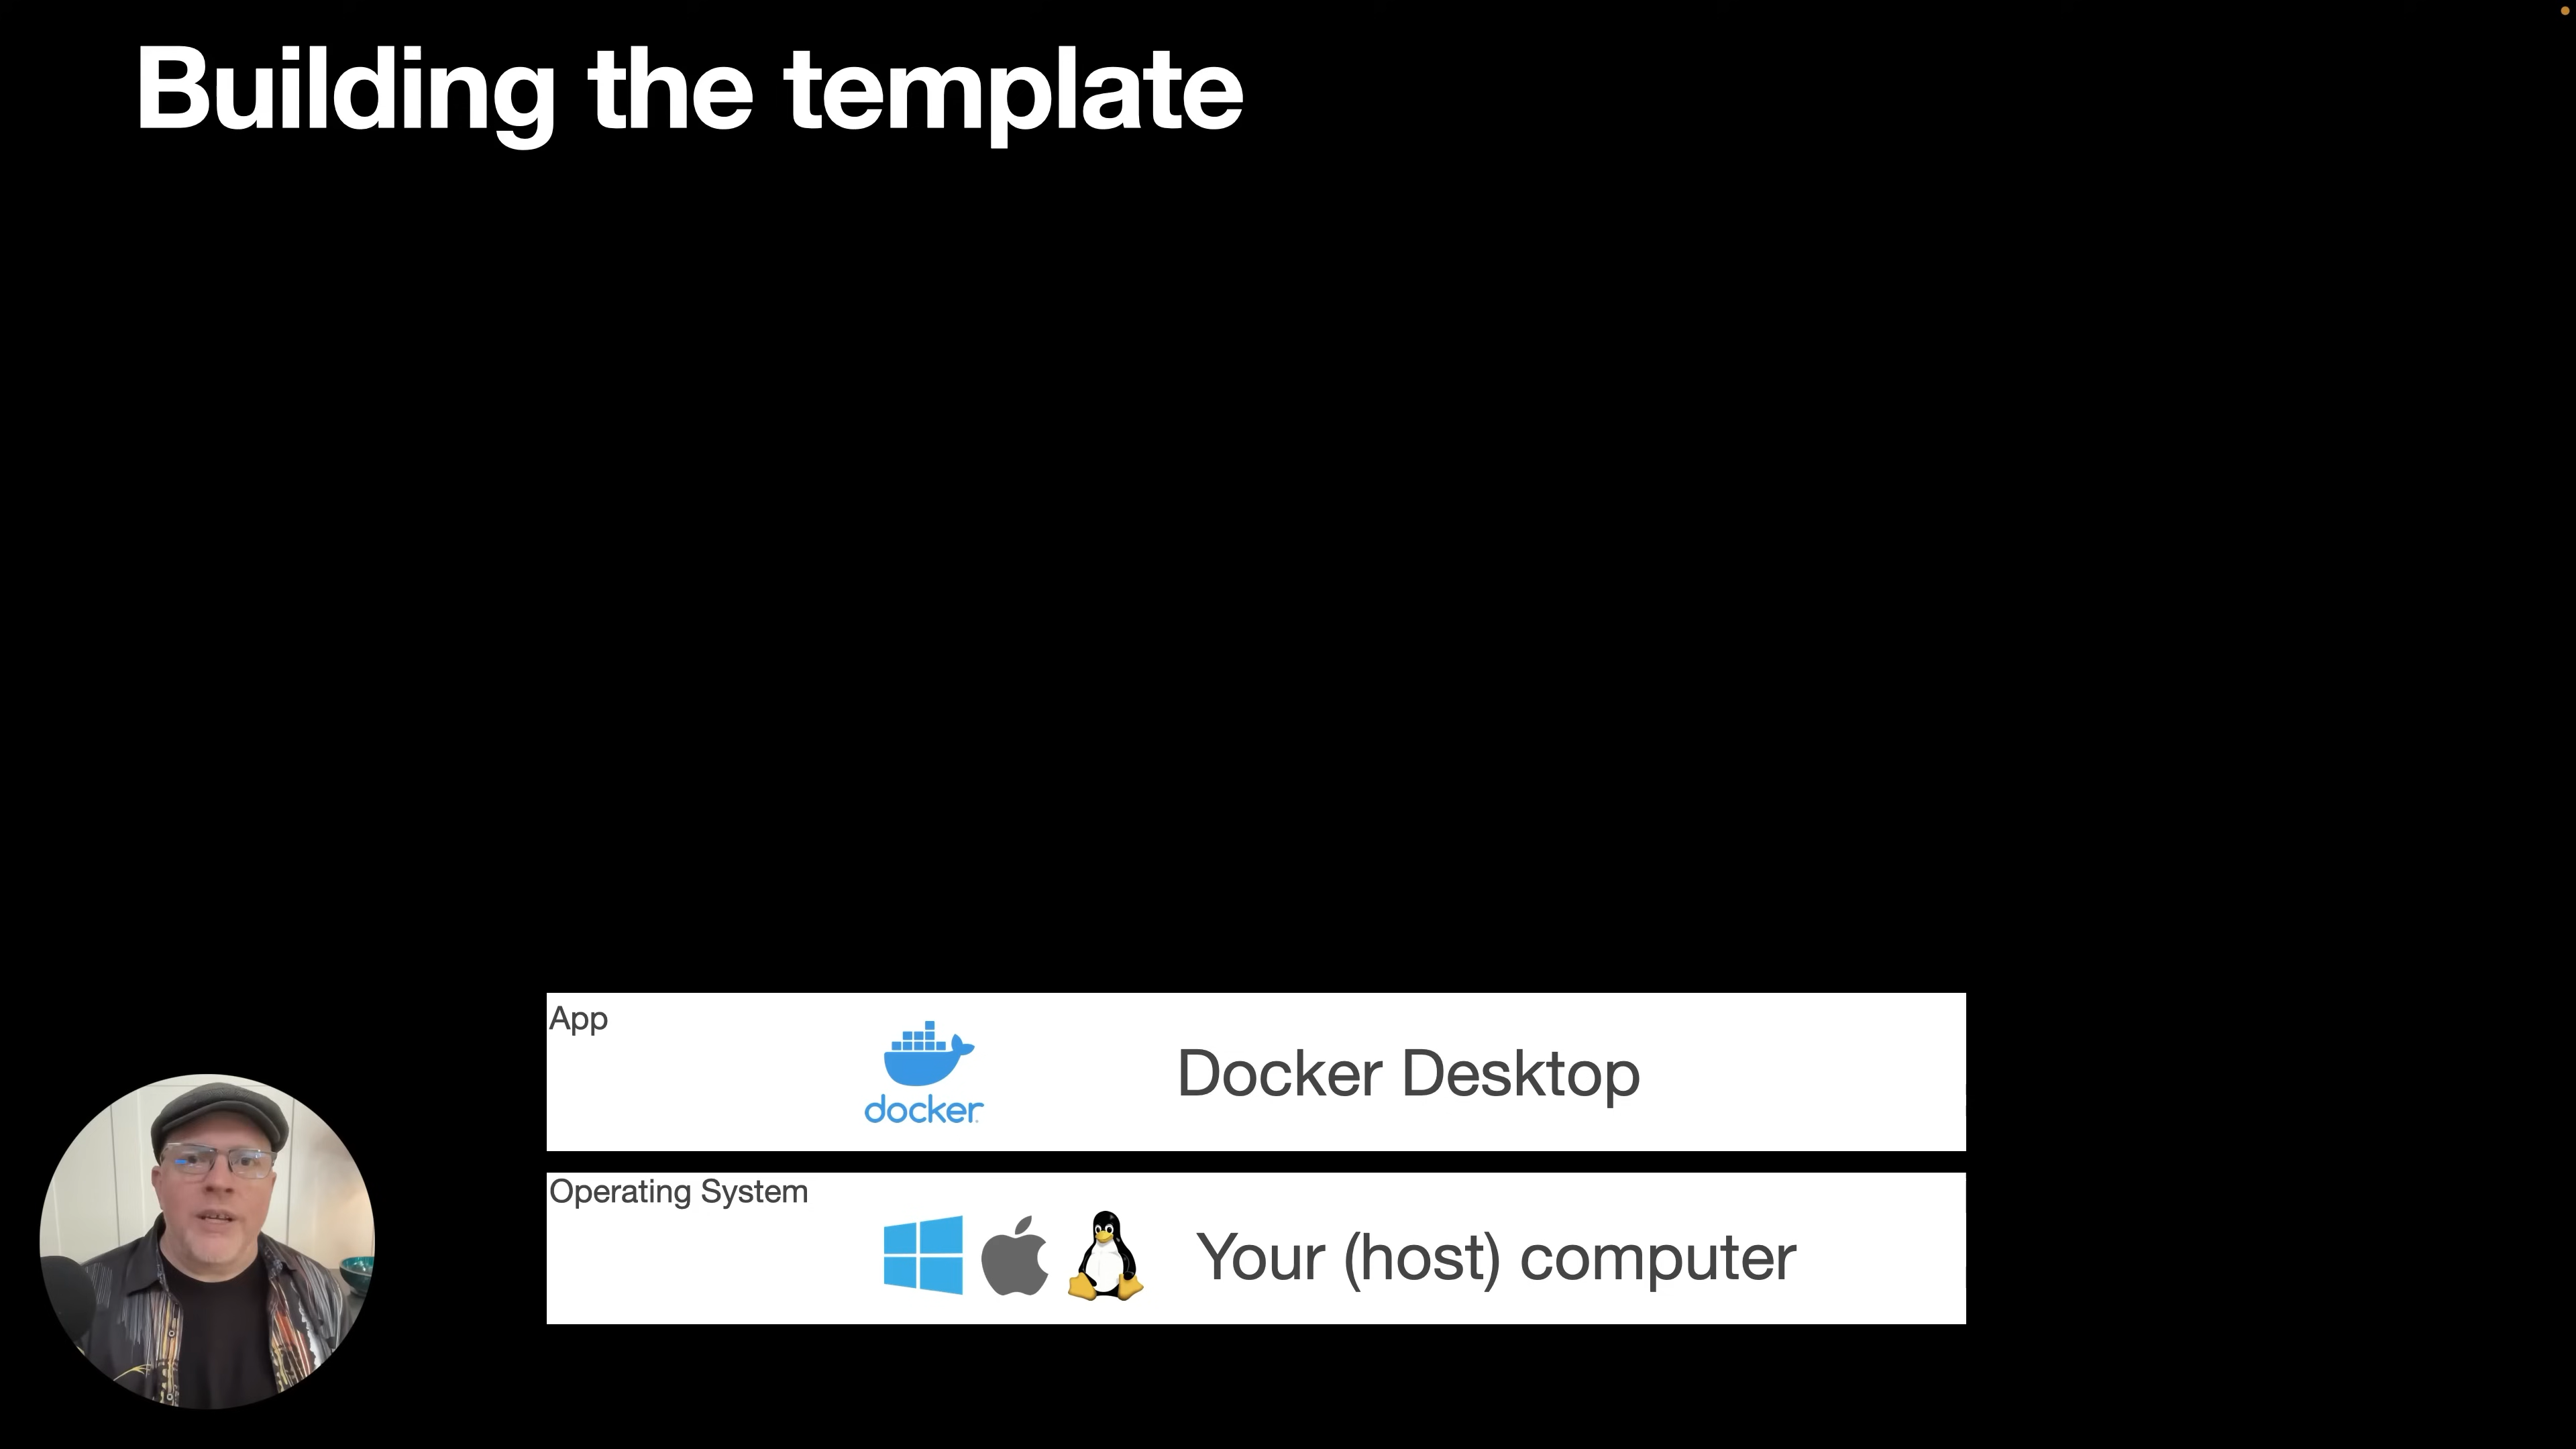 Building the template
App
docker
Docker Desktop
Operating System
Your (host) computer